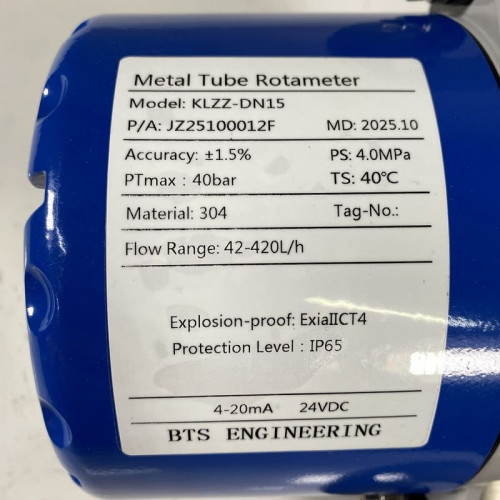 Metal Tube Rotameter
Model: KLZZ-DN15
P/A: JZ25100012F MD: 2025.10
Accuracy: ±1.5% PS: 4.0MPa
PTmax : 40bar TS: 40℃
Material: 304 Tag-No.:
Flow Range: 42-420L/h
Explosion-proof: ExiaIICT4
Protection Level : IP65
4-20mA 24VDC
BTS ENGINEERING